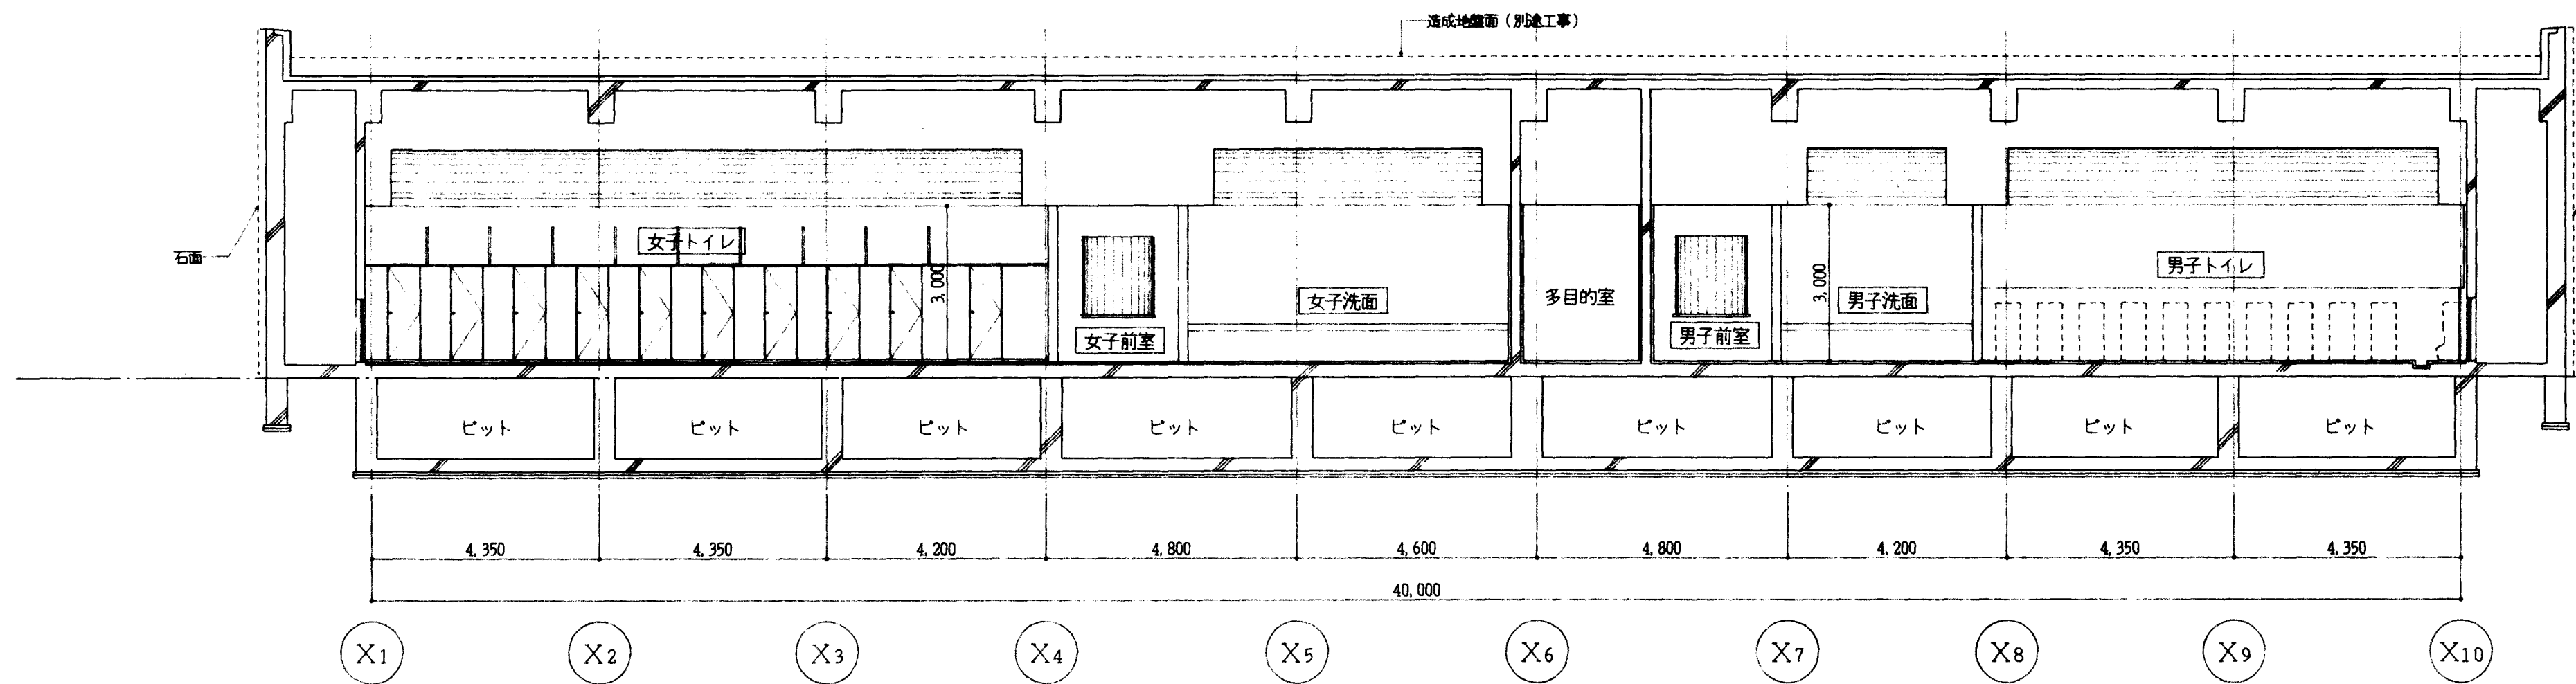 造成地盤面（別途工事）
石面
女子トイレ
3,000
女子前室
女子洗面
多目的室
男子前室
3,000
男子洗面
男子トイレ
ピット ピット ピット ピット ピット ピット ピット ピット ピット
4,350 4,350 4,200 4,800 4,600 4,800 4,200 4,350 4,350
40,000
X1 X2 X3 X4 X5 X6 X7 X8 X9 X10